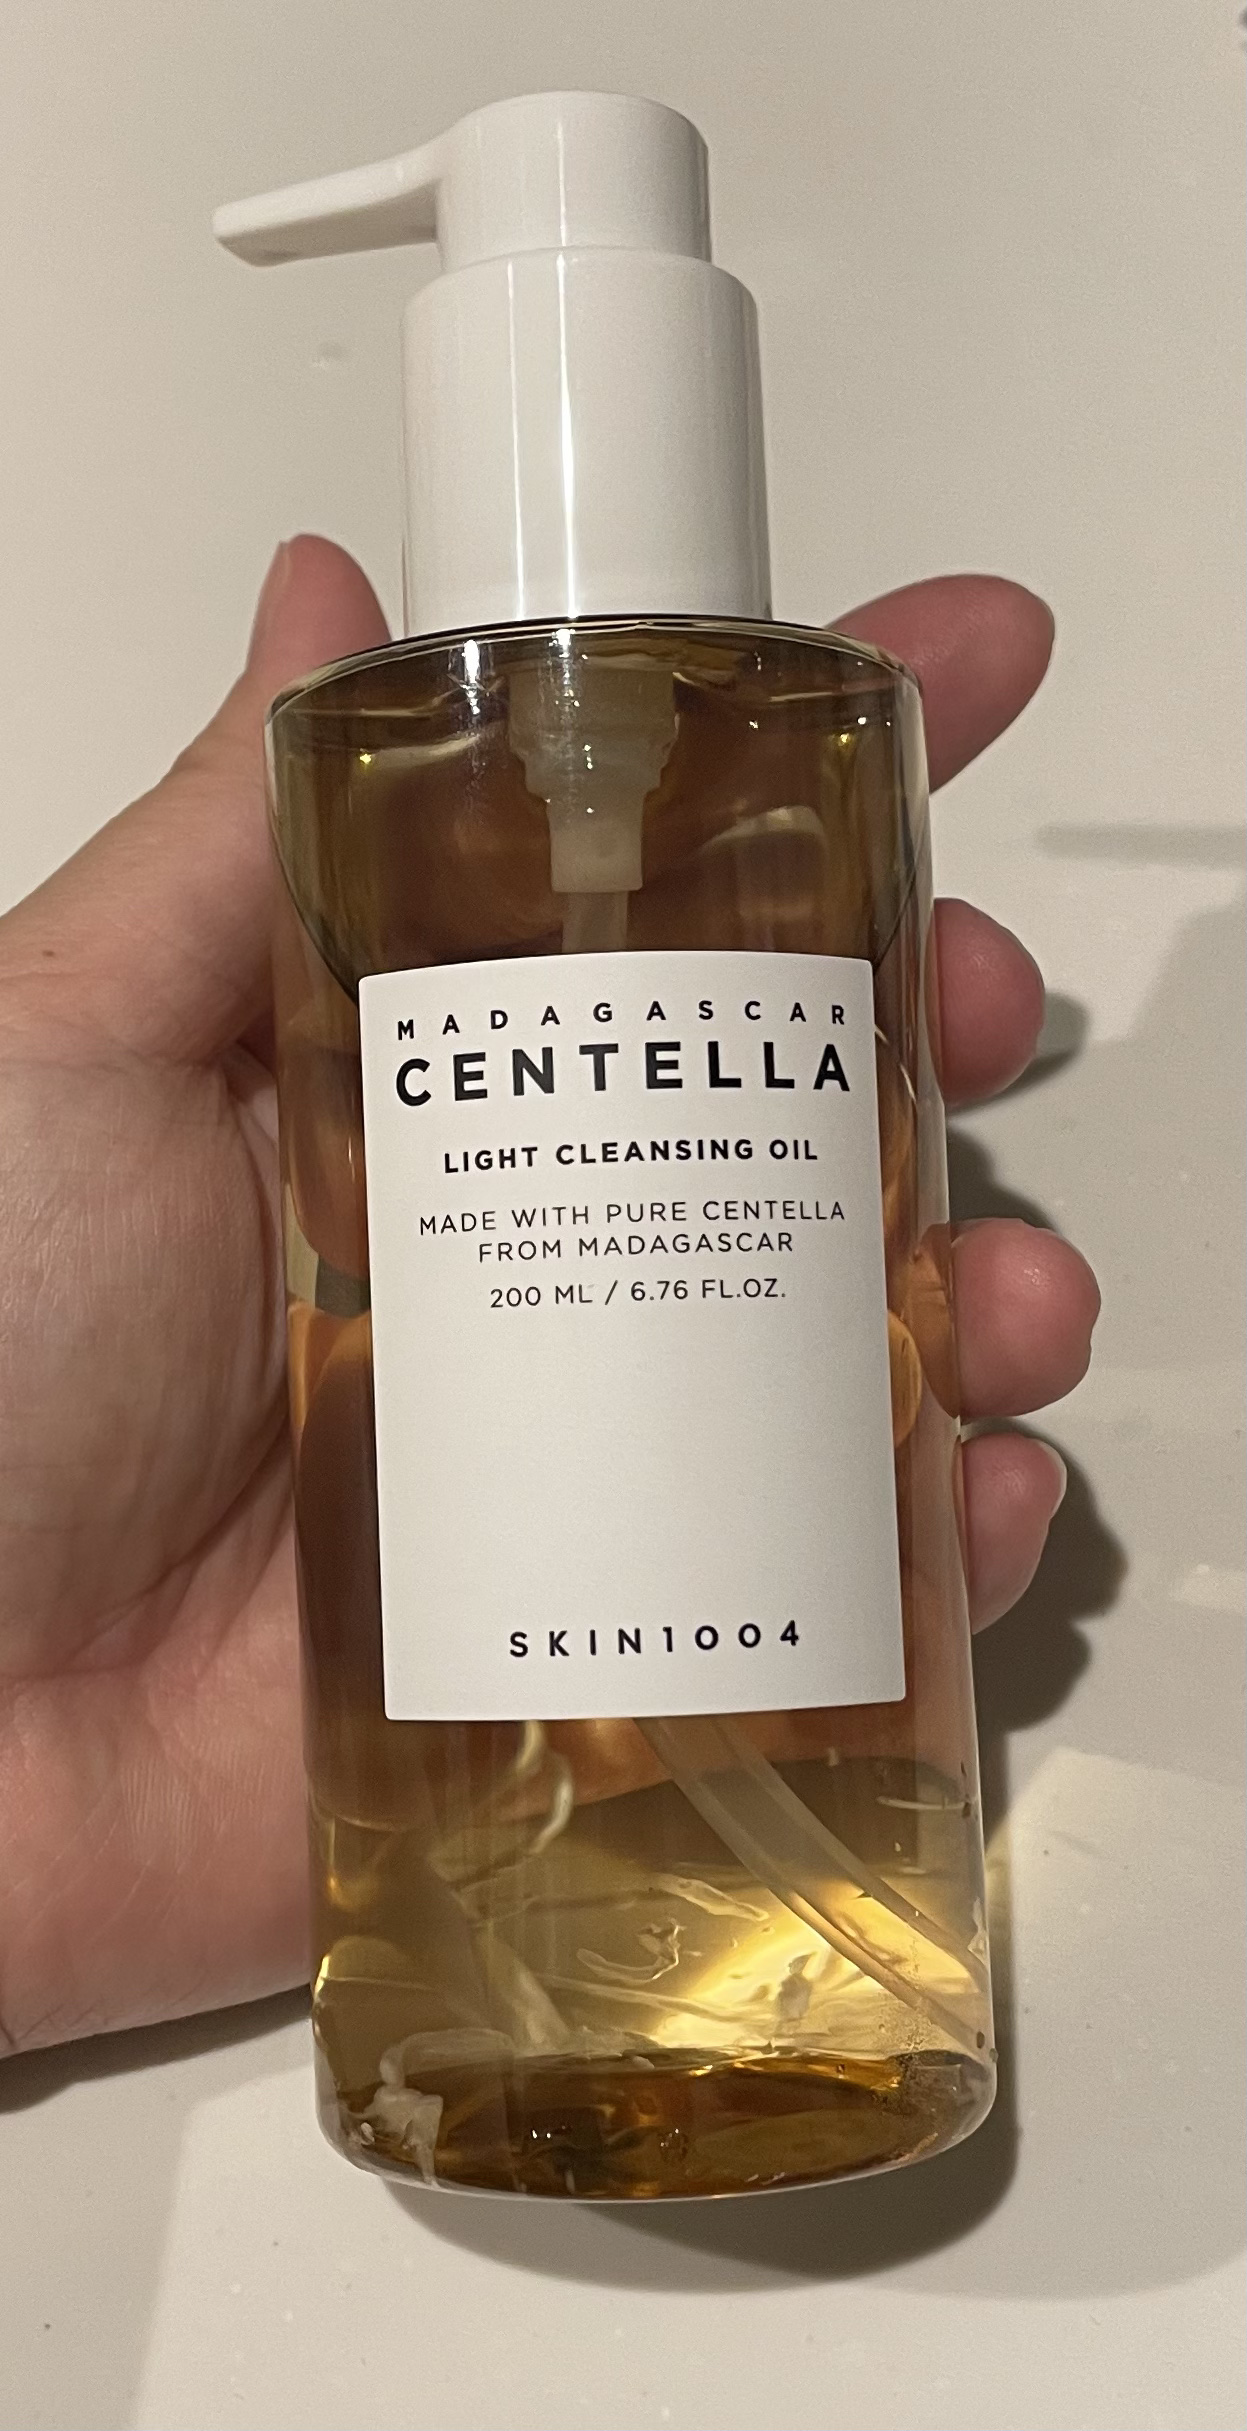 MADAGASCAR
CENTELLA
LIGHT CLEANSING OIL
MADE WITH PURE CENTELLA
FROM MADAGASCAR
200 ML / 6.76 FL.OZ.
SKIN1004